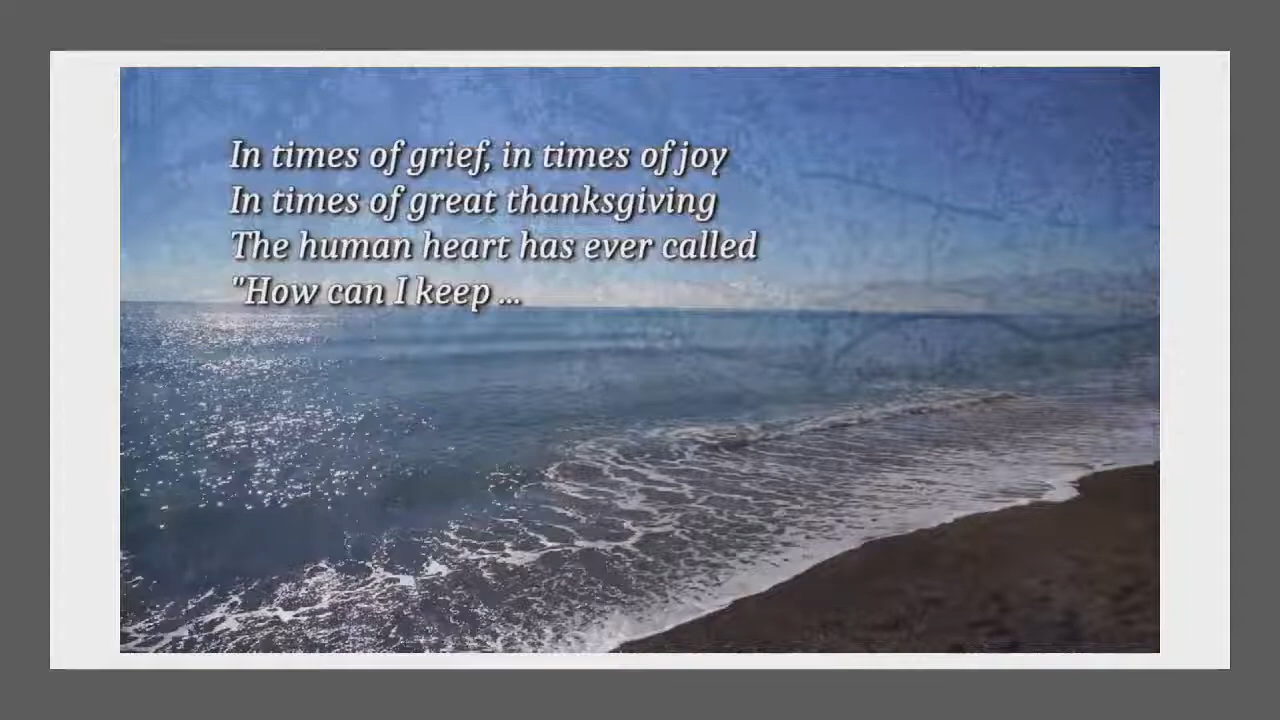 In times of grief, in times of joy
In times of great thanksgiving
The human heart has ever called
"How can I keep ...